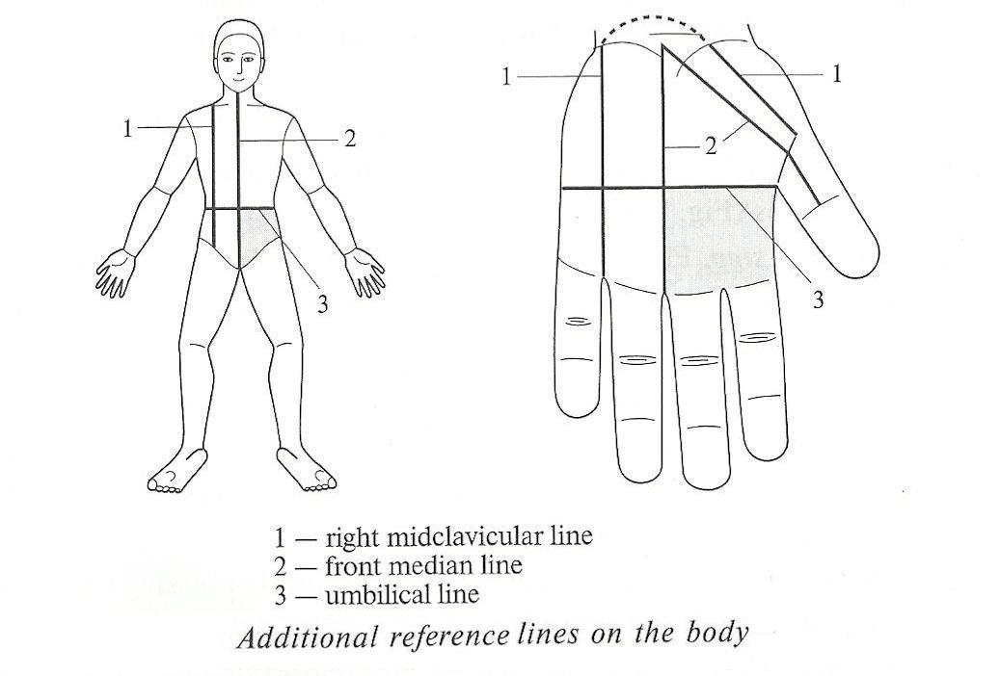 1
2
3
1
1
2
3
1 — right midclavicular line
2 — front median line
3 — umbilical line
Additional reference lines on the body